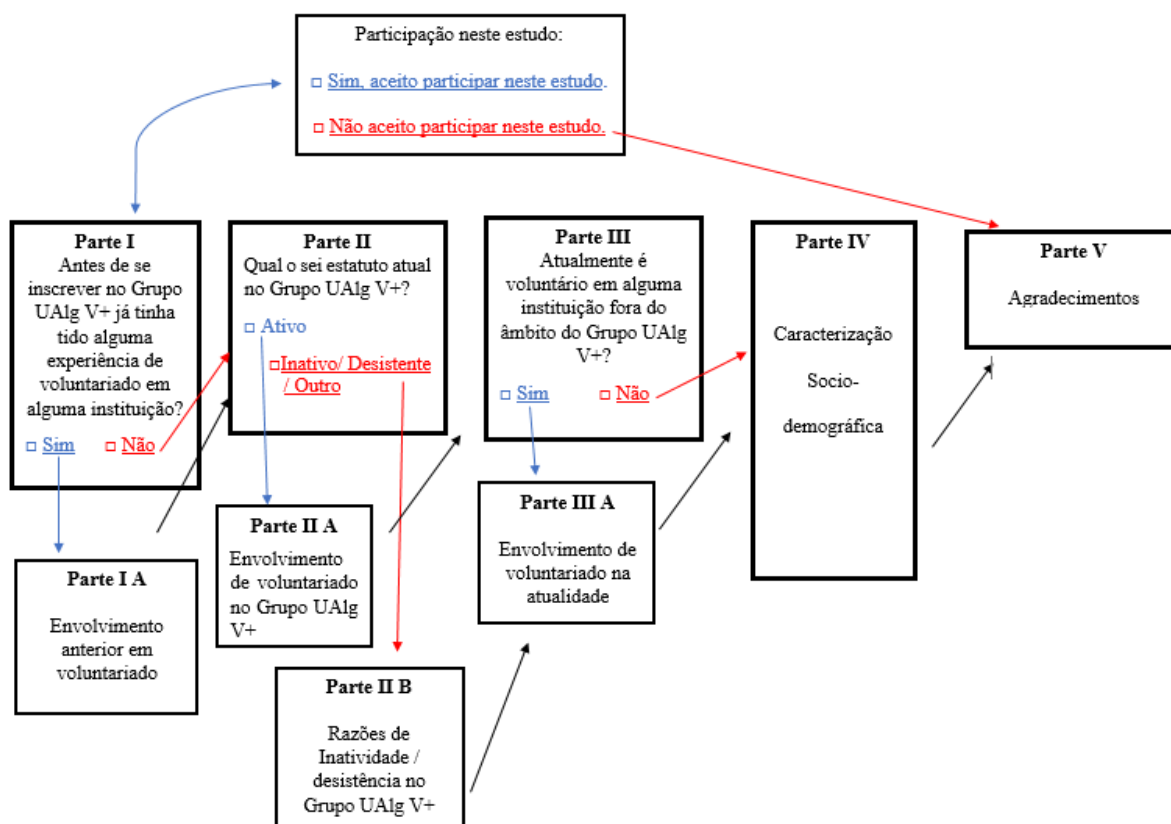 Participação neste estudo:
□ Sim, aceito participar neste estudo.
□ Não aceito participar neste estudo.
Parte I
Antes de se
inscrever no Grupo
UAlg V+ já tinha
tido alguma
experiência de
voluntariado em
alguma instituição?
□ Sim □ Não
Parte I A
Envolvimento
anterior em
voluntariado
Parte II
Qual o sei estatuto atual
no Grupo UAlg V+?
□ Ativo
□Inativo/ Desistente
/ Outro
Parte II A
Envolvimento
de voluntariado
no Grupo UAlg
V+
Parte II B
Razões de
Inatividade /
desistência no
Grupo UAlg V+
Parte III
Atualmente é
voluntário em alguma
instituição fora do
âmbito do Grupo UAlg
V+?
□ Sim □ Não
Parte III A
Envolvimento de
voluntariado na
atualidade
Parte IV
Caracterização
Socio-
demográfica
Parte V
Agradecimentos